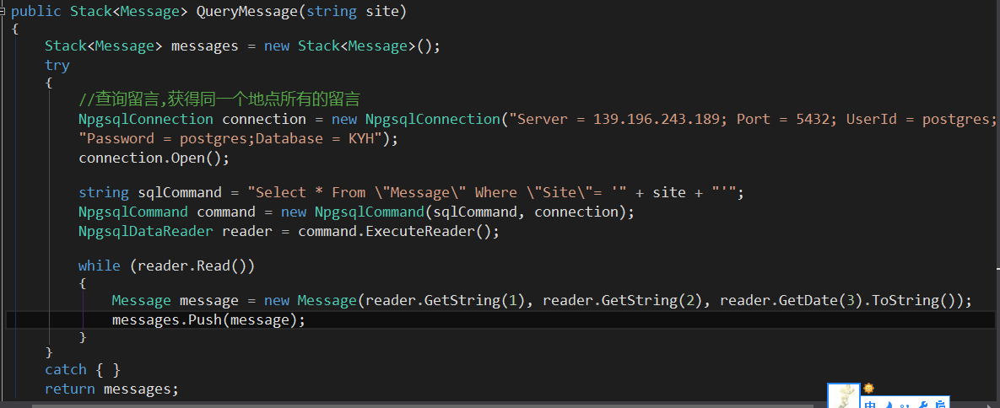 public Stack<Message> QueryMessage(string site)
{
Stack<Message> messages = new Stack<Message>();
try
{
//查询留言,获得同一个地点所有的留言
NpgsqlConnection connection = new NpgsqlConnection("Server = 139.196.243.189; Port = 5432; UserId = postgres;
"Password = postgres;Database = KYH");
connection.Open();
string sqlCommand = "Select * From \"Message\" Where \"Site\"= '" + site + "'";
NpgsqlCommand command = new NpgsqlCommand(sqlCommand, connection);
NpgsqlDataReader reader = command.ExecuteReader();
while (reader.Read())
{
Message message = new Message(reader.GetString(1), reader.GetString(2), reader.GetDate(3).ToString());
messages.Push(message);
}
}
catch { }
return messages;
中